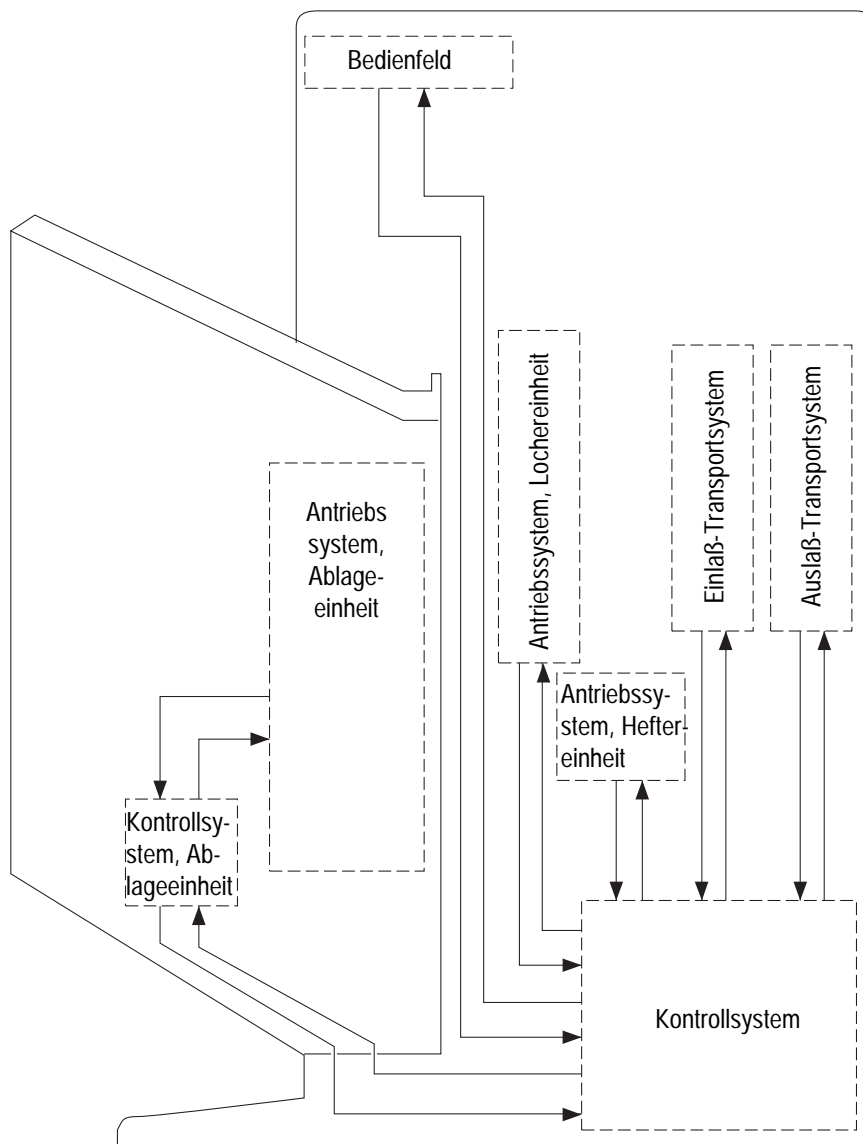 Bedienfeld
Antriebssystem, Lochereinheit
Einlaß-Transportsystem
Auslaß-Transportsystem
Antriebs
system,
Ablage-
einheit
Antriebssy-
stem, Hefter-
einheit
Kontrollsy-
stem, Ab-
lageeinheit
Kontrollsystem